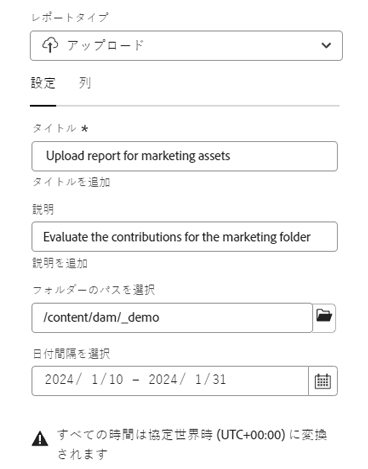 レポートタイプ
アップロード
設定 列
タイトル *
Upload report for marketing assets
タイトルを追加
説明
Evaluate the contributions for the marketing folder
説明を追加
フォルダーのパスを選択
/content/dam/_demo
日付間隔を選択
2024/ 1/10 – 2024/ 1/31
すべての時間は協定世界時 (UTC+00:00) に変換
されます